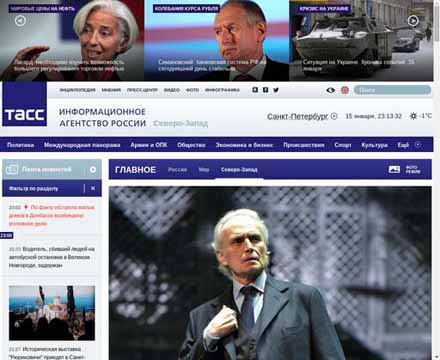 МИРОВЫЕ ЦЕНЫ НА НЕФТЬ
КОЛЕБАНИЯ КУРСА РУБЛЯ
КРИЗИС НА УКРАИНЕ
Лагард: необходимо изучить возможность
большего регулирования торговли нефтью
Симановский: банковская система РФ на
сегодняшний день стабильна
Ситуация на Украине. Хроника событий. 15
января
ЭНЦИКЛОПЕДИЯ МНЕНИЯ ПРЕСС-ЦЕНТР ВИДЕО ФОТО ИНФОГРАФИКА
Поиск
ТАСС
ИНФОРМАЦИОННОЕ
АГЕНТСТВО РОССИИ Северо-Запад
Санкт-Петербург
15 января, 23:13:32
-1°C
Политика Международная панорама Армия и ОПК Общество Экономика и бизнес Происшествия Спорт Культура Ещё
Лента новостей
Фильтр по разделу
ГЛАВНОЕ Россия Мир Северо-Запад
ФОТО
РЕЖИМ
23:03 По факту обстрела жилых
домов в Донбассе возбуждено
уголовное дело
23:00
Водитель, сбивший людей на
автобусной остановке в Великом
Новгороде, задержан
Историческая выставка
"Рюриковичи" приедет в Санкт-